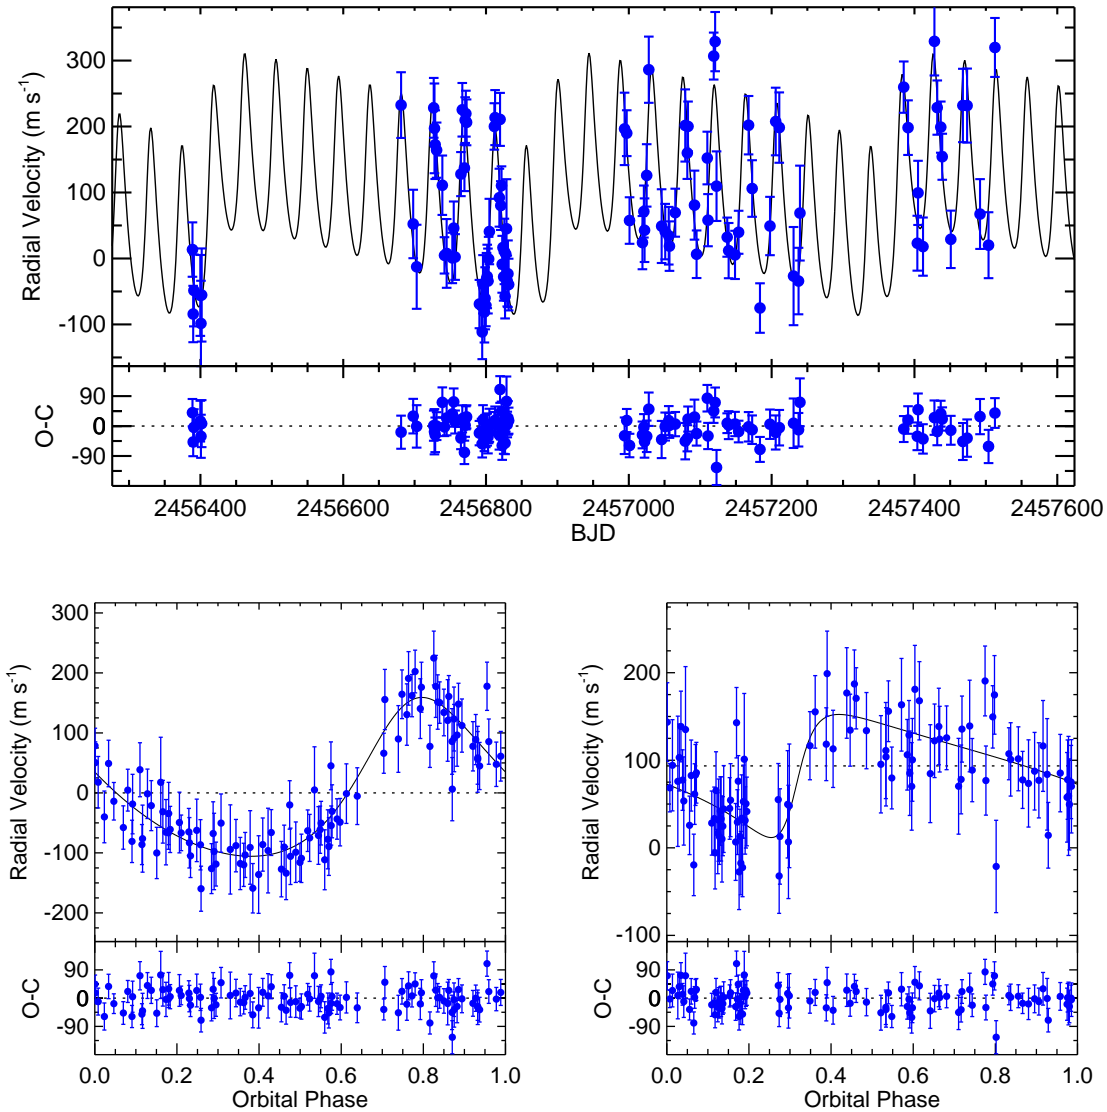 300
200
100
0
-100
Radial Velocity (m s-1)
90
0
-90
O-C
2456400 2456600 2456800 2457000 2457200 2457400 2457600
BJD
300
200
100
0
-100
-200
Radial Velocity (m s-1)
90
0
-90
O-C
0.0 0.2 0.4 0.6 0.8 1.0
Orbital Phase
200
100
0
-100
Radial Velocity (m s-1)
90
0
-90
O-C
0.0 0.2 0.4 0.6 0.8 1.0
Orbital Phase